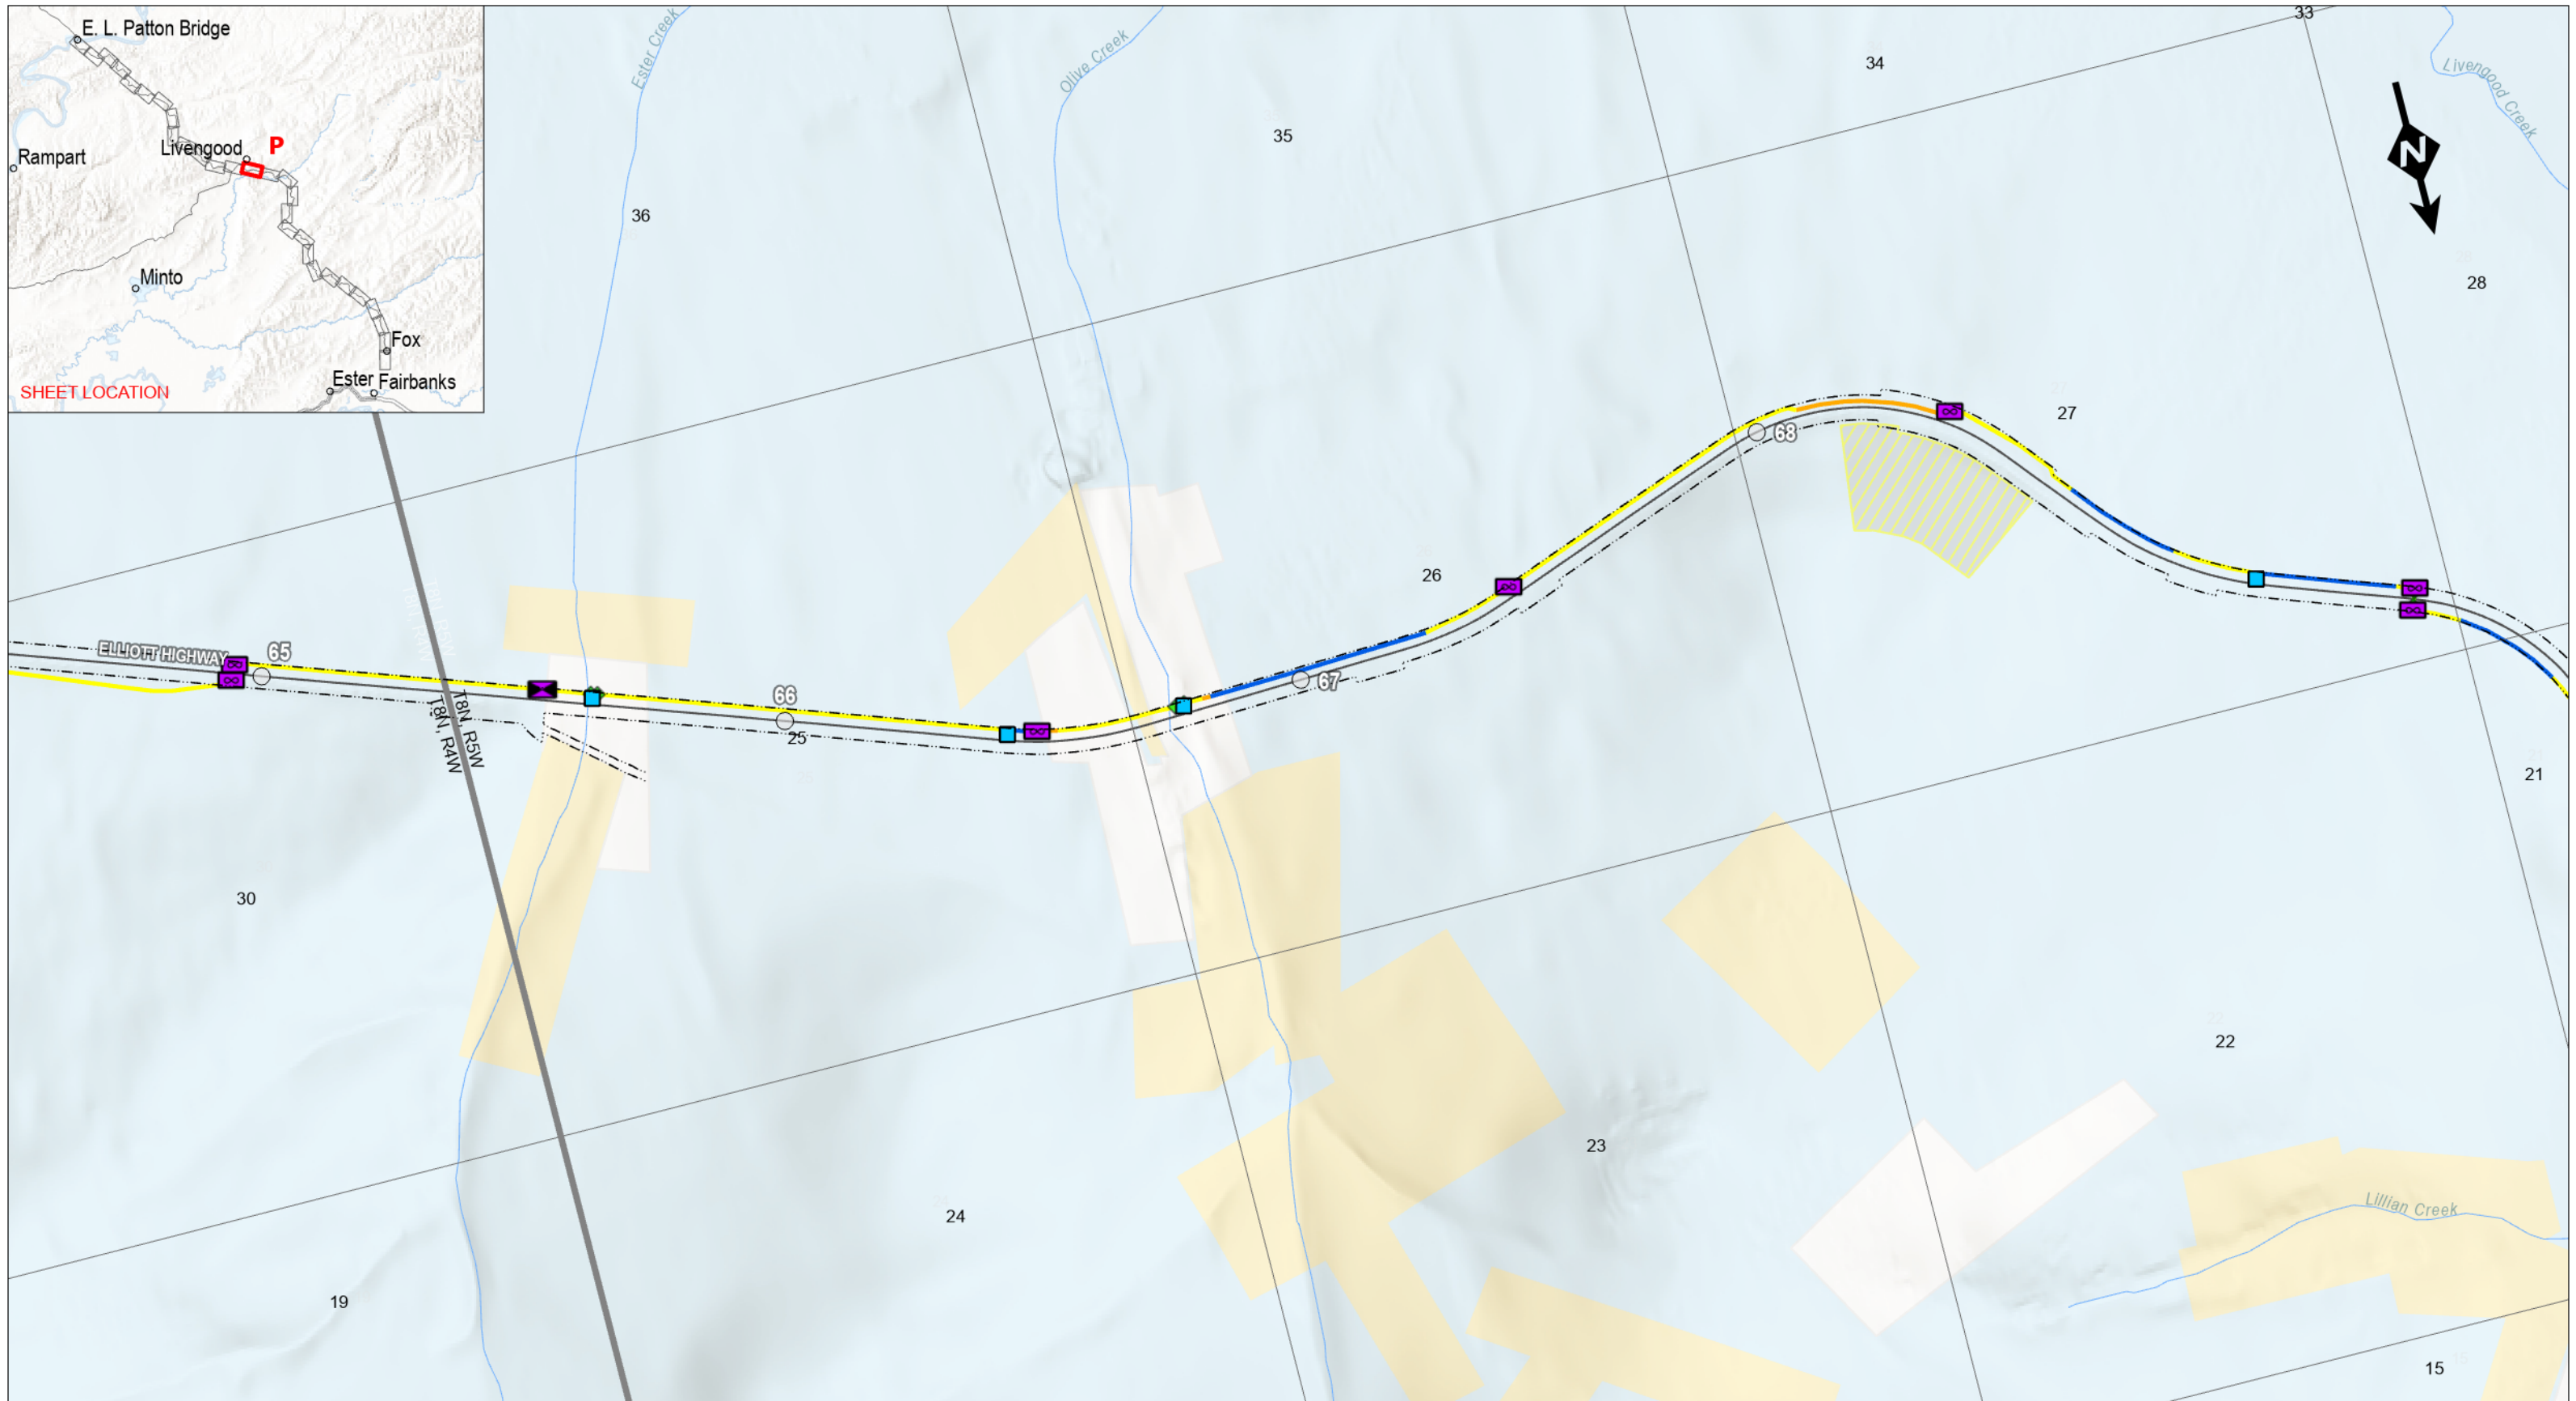 E. L. Patton Bridge
Rampart
Livengood
P
Minto
Fox
Ester
Fairbanks
SHEET LOCATION
Ester Creek
Olive Creek
33
34
Livengood Creek
35
N
36
28
27
68
26
ELLIOTT HIGHWAY
65
66
67
25
T8N, R5W
T8N, R4W
21
30
22
23
Lillian Creek
24
19
15